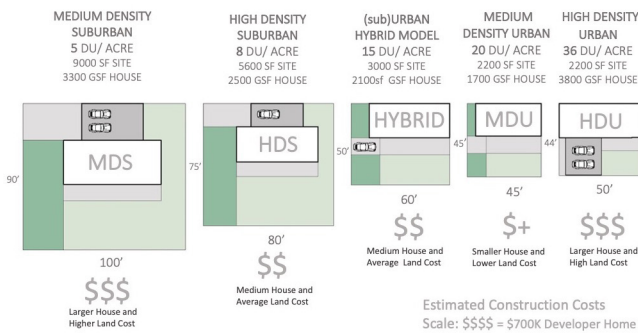 MEDIUM DENSITY
SUBURBAN
5 DU/ ACRE
9000 SF SITE
3300 GSF HOUSE
HIGH DENSITY
SUBURBAN
8 DU/ ACRE
5600 SF SITE
2500 GSF HOUSE
(sub)URBAN
HYBRID MODEL
15 DU/ ACRE
3000 SF SITE
2100sf GSF HOUSE
MEDIUM
DENSITY URBAN
20 DU/ ACRE
2200 SF SITE
1700 GSF HOUSE
HIGH DENSITY
URBAN
36 DU/ ACRE
2200 SF SITE
3800 GSF HOUSE
MDS
90'
100'
$$$
Larger House and
Higher Land Cost
HDS
75'
80'
$$
Medium House and
Average Land Cost
HYBRID
50'
60'
$$
Medium House and
Average Land Cost
MDU
45'
45'
$+
Smaller House and
Lower Land Cost
HDU
44'
50'
$$$
Larger House and
High Land Cost
Estimated Construction Costs
Scale: $$$$ = $700K Developer Home